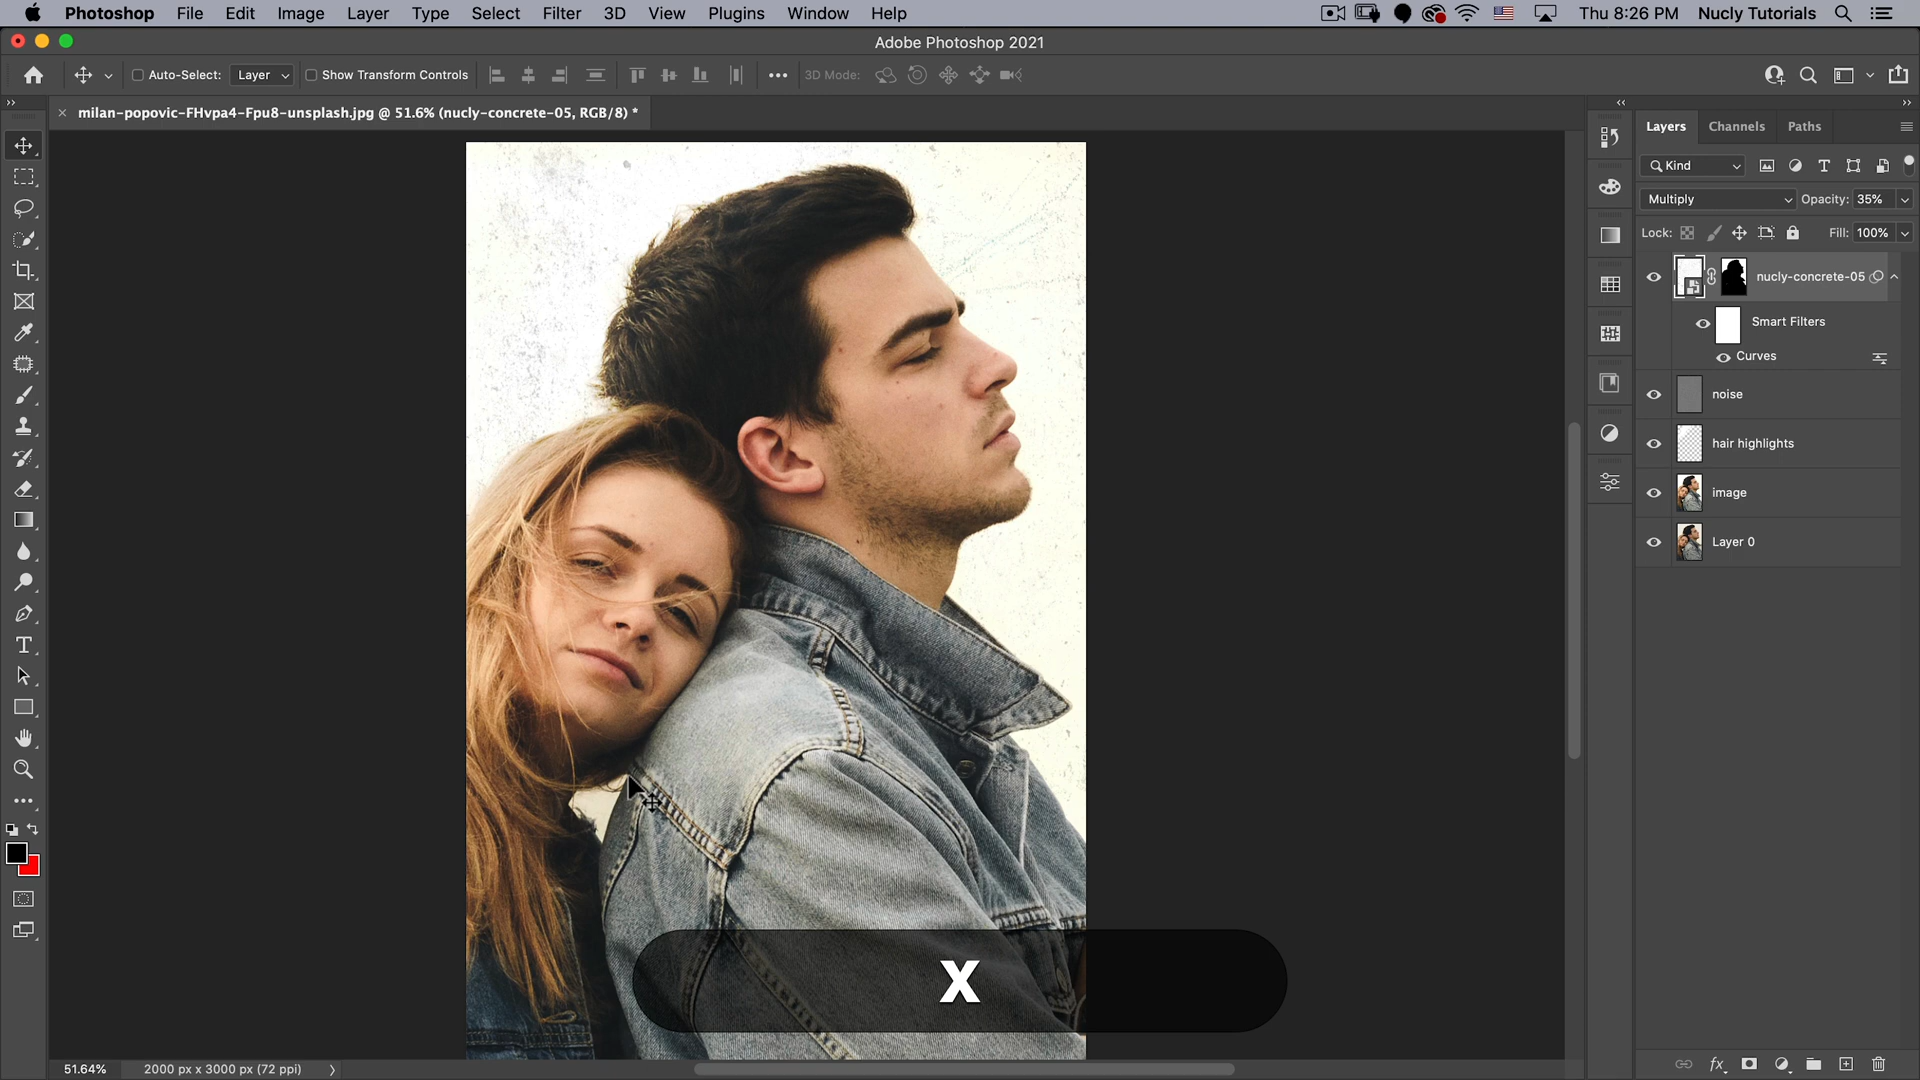 Photoshop File Edit Image Layer Type Select Filter 3D View Plugins Window Help Thu 8:26 PM Nucly Tutorials
Adobe Photoshop 2021
Auto-Select: Layer Show Transform Controls 3D Mode:
milan-popovic-FHvpa4-Fpu8-unsplash.jpg @ 51.6% (nucly-concrete-05, RGB/8) *
Layers Channels Paths
Kind
Multiply Opacity: 35%
Lock: Fill: 100%
nucly-concrete-05
Smart Filters
Curves
noise
hair highlights
image
Layer 0
X
51.64% 2000 px x 3000 px (72 ppi)